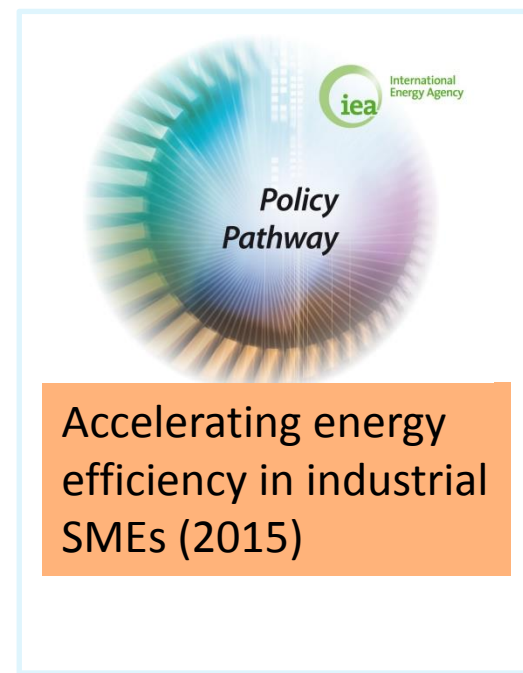 International
Energy Agency
iea
Policy
Pathway
Accelerating energy
efficiency in industrial
SMEs (2015)